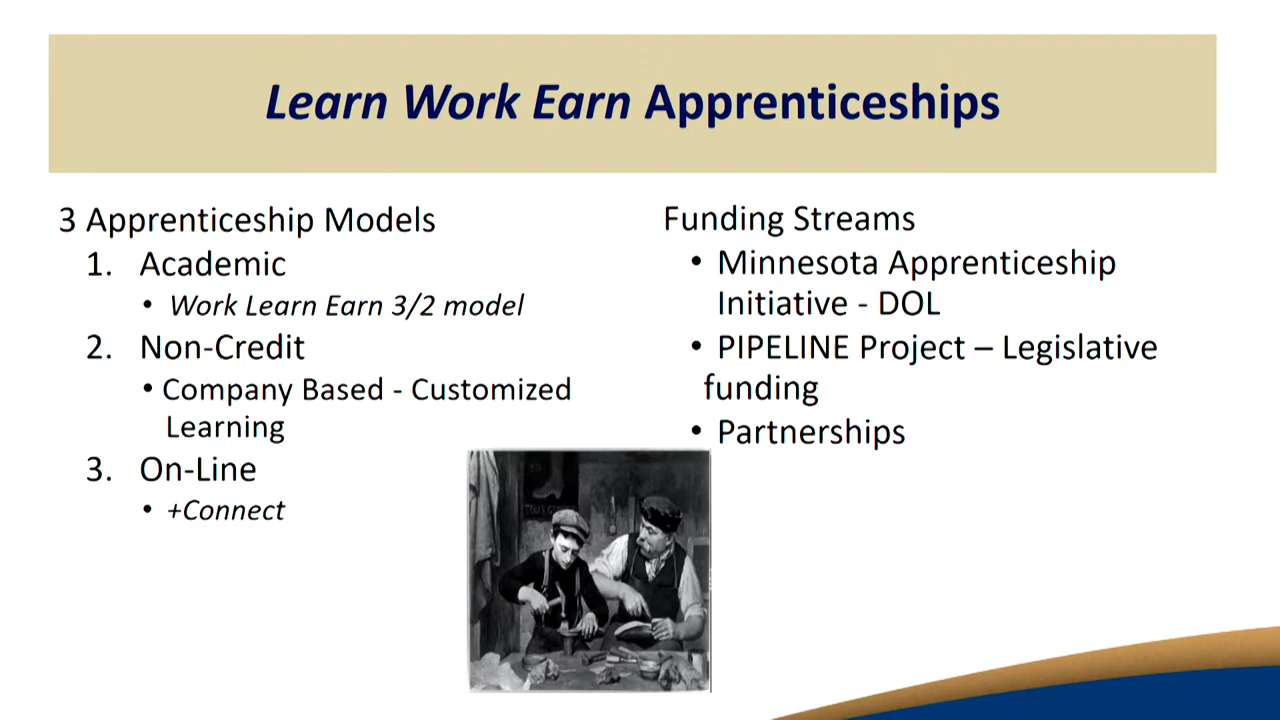 Learn Work Earn Apprenticeships
3 Apprenticeship Models
1. Academic
• Work Learn Earn 3/2 model
2. Non-Credit
• Company Based - Customized
Learning
3. On-Line
• +Connect
Funding Streams
• Minnesota Apprenticeship
Initiative - DOL
• PIPELINE Project – Legislative
funding
• Partnerships